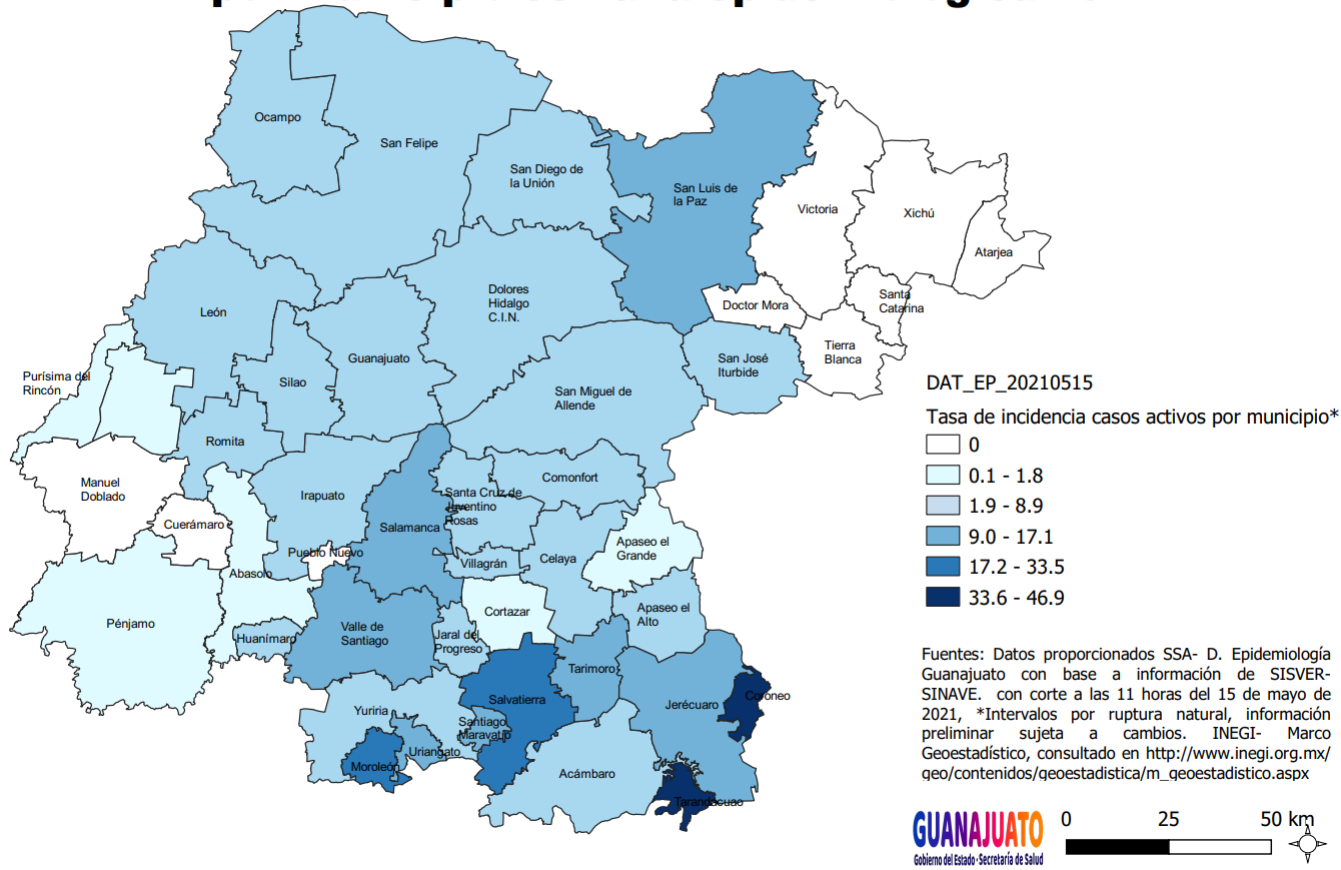 Ocampo
San Felipe
San Diego de
la Unión
San Luis de
la Paz
Victoria
Xichú
Atarjea
León
Dolores
Hidalgo
C.I.N.
Doctor Mora
Santa
Catarina
Guanajuato
Silao
San José
Iturbide
Tierra
Blanca
Purísima del
Rincón
San Miguel de
Allende
Romita
Manuel
Doblado
Cuerámaro
Irapuato
Salamanca
Santa Cruz de
Juventino
Rosas
Comonfort
Pueblo Nuevo
Villagrán
Celaya
Apaseo el
Grande
Abasolo
Pénjamo
Huanímaro
Valle de
Santiago
Jaral del
Progreso
Cortazar
Apaseo el
Alto
Tarimoro
Salvatierra
Jerécuaro
Coroneo
Yuriria
Santiago
Maravatío
Uriangato
Moroleón
Acámbaro
Tarandacuao
DAT_EP_20210515
Tasa de incidencia casos activos por municipio*
0
0.1 - 1.8
1.9 - 8.9
9.0 - 17.1
17.2 - 33.5
33.6 - 46.9
Fuentes: Datos proporcionados SSA- D. Epidemiología
Guanajuato con base a información de SISVER-
SINAVE. con corte a las 11 horas del 15 de mayo de
2021, *Intervalos por ruptura natural, información
preliminar sujeta a cambios. INEGI- Marco
Geoestadístico, consultado en http://www.inegi.org.mx/
geo/contenidos/geoestadistica/m_geoestadistico.aspx
GUANAJUATO
Gobierno del Estado · Secretaría de Salud
0 25 50 km